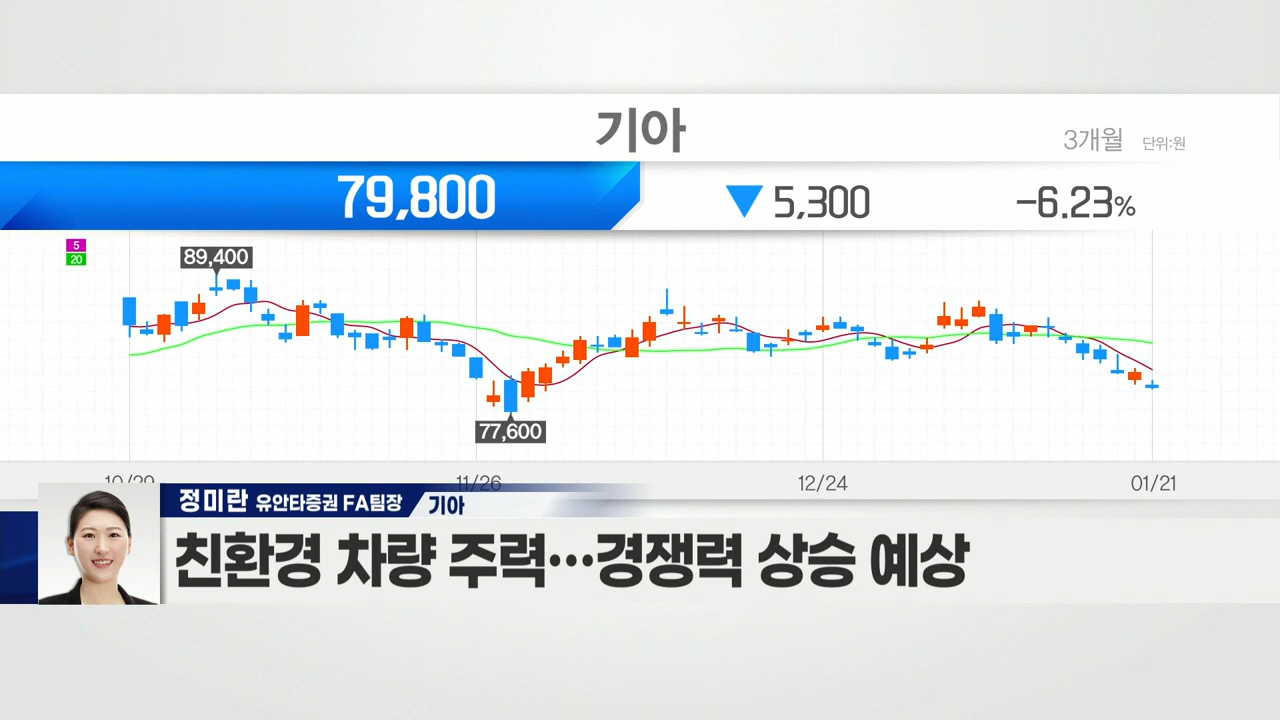 기아
3개월 단위:원
79,800 ▼5,300 -6.23%
5
20
89,400
77,600
11/26 12/24 01/21
정미란 유안타증권 FA팀장 기아
친환경 차량 주력…경쟁력 상승 예상